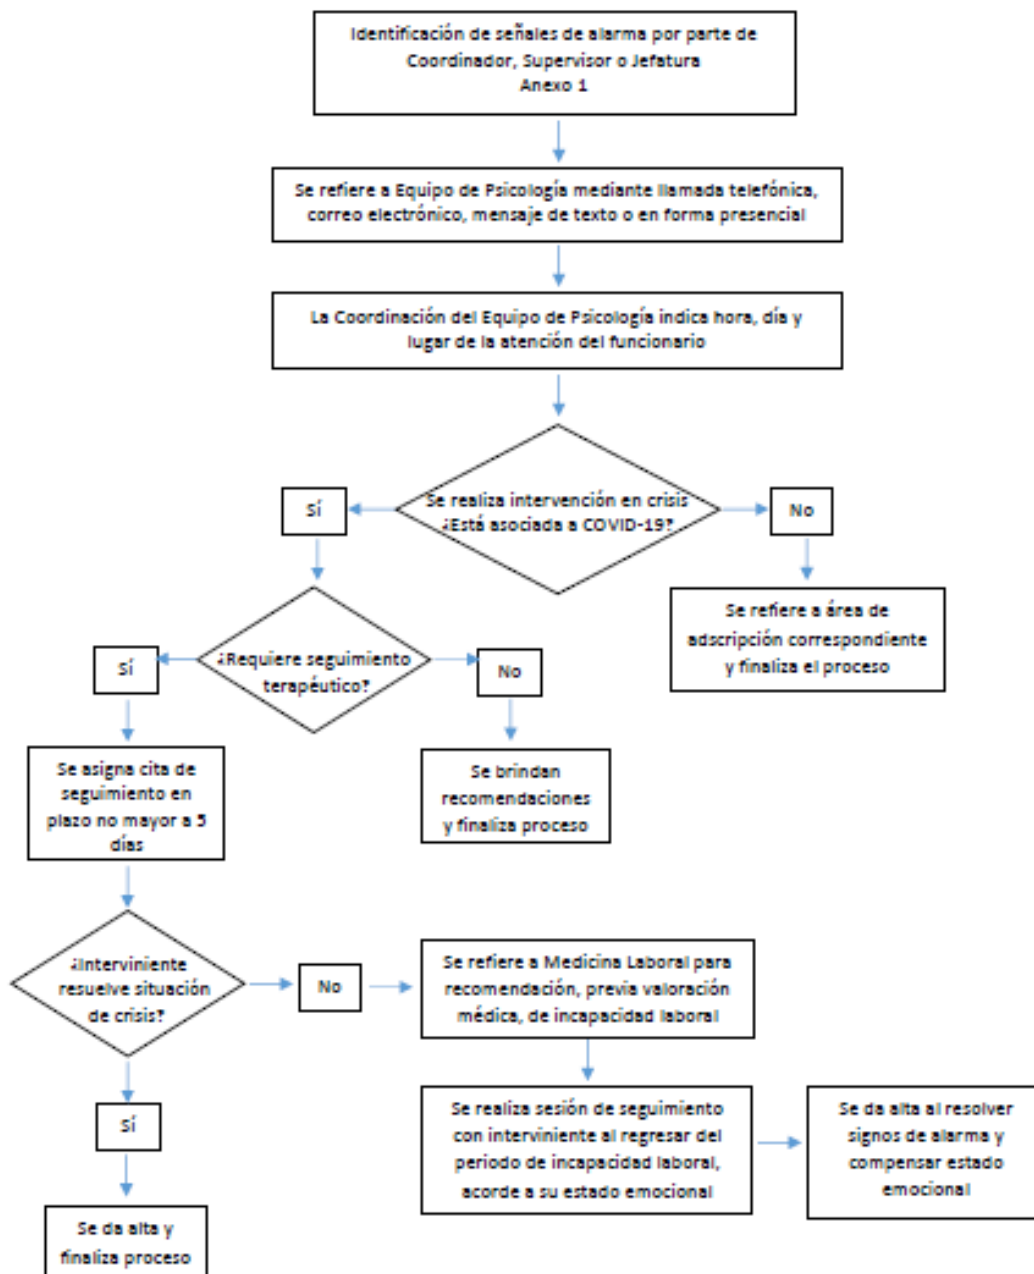 Identificación de señales de alarma por parte de
Coordinador, Supervisor o Jefatura
Anexo 1
Se refiere a Equipo de Psicología mediante llamada telefónica,
correo electrónico, mensaje de texto o en forma presencial
La Coordinación del Equipo de Psicología indica hora, día y
lugar de la atención del funcionario
Se realiza intervención en crisis
¿Está asociada a COVID-19?
Sí
No
Se refiere a área de
adscripción correspondiente
y finaliza el proceso
¿Requiere seguimiento
terapéutico?
Sí
No
Se asigna cita de
seguimiento en
plazo no mayor a 5
días
Se brindan
recomendaciones
y finaliza proceso
¿Interviniente
resuelve situación
de crisis?
No
Se refiere a Medicina Laboral para
recomendación, previa valoración
médica, de incapacidad laboral
Sí
Se realiza sesión de seguimiento
con interviniente al regresar del
periodo de incapacidad laboral,
acorde a su estado emocional
Se da alta al resolver
signos de alarma y
compensar estado
emocional
Se da alta y
finaliza proceso